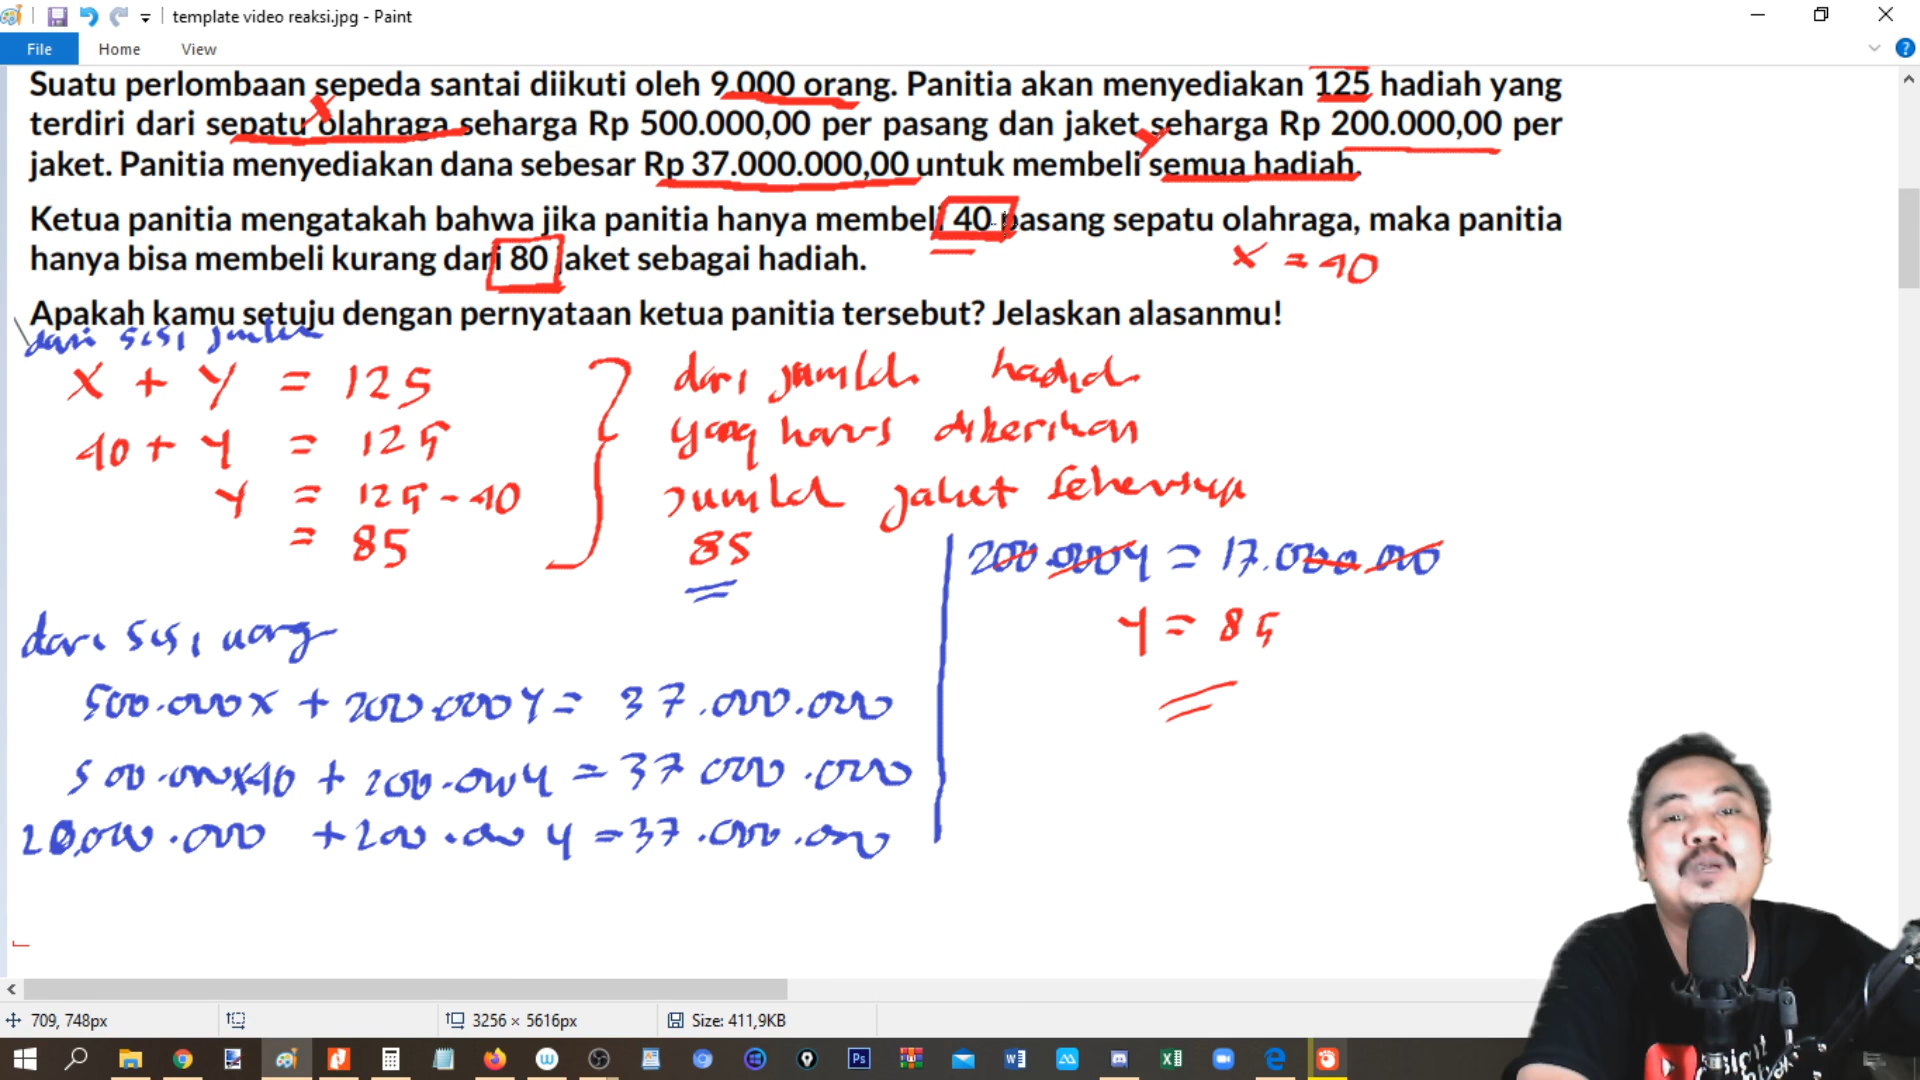 template video reaksi.jpg - Paint
File Home View
Suatu perlombaan sepeda santai diikuti oleh 9.000 orang. Panitia akan menyediakan 125 hadiah yang
terdiri dari sepatu olahraga seharga Rp 500.000,00 per pasang dan jaket seharga Rp 200.000,00 per
jaket. Panitia menyediakan dana sebesar Rp 37.000.000,00 untuk membeli semua hadiah.
x
y
Ketua panitia mengatakah bahwa jika panitia hanya membeli 40 pasang sepatu olahraga, maka panitia
hanya bisa membeli kurang dari 80 jaket sebagai hadiah.
x = 40
Apakah kamu setuju dengan pernyataan ketua panitia tersebut? Jelaskan alasanmu!
dari sisi jumlah
x + y = 125
40 + y = 125
y = 125 - 40
= 85
dari jumlah hadiah
yang harus diberikan
jumlah jaket seharusnya
85
dari sisi uang
500.000x + 200.000y = 37.000.000
500.000x40 + 200.000y = 37.000.000
20.000.000 + 200.000y = 37.000.000
200.000y = 17.000.000
y = 85
709, 748px
3256 × 5616px
Size: 411,9KB